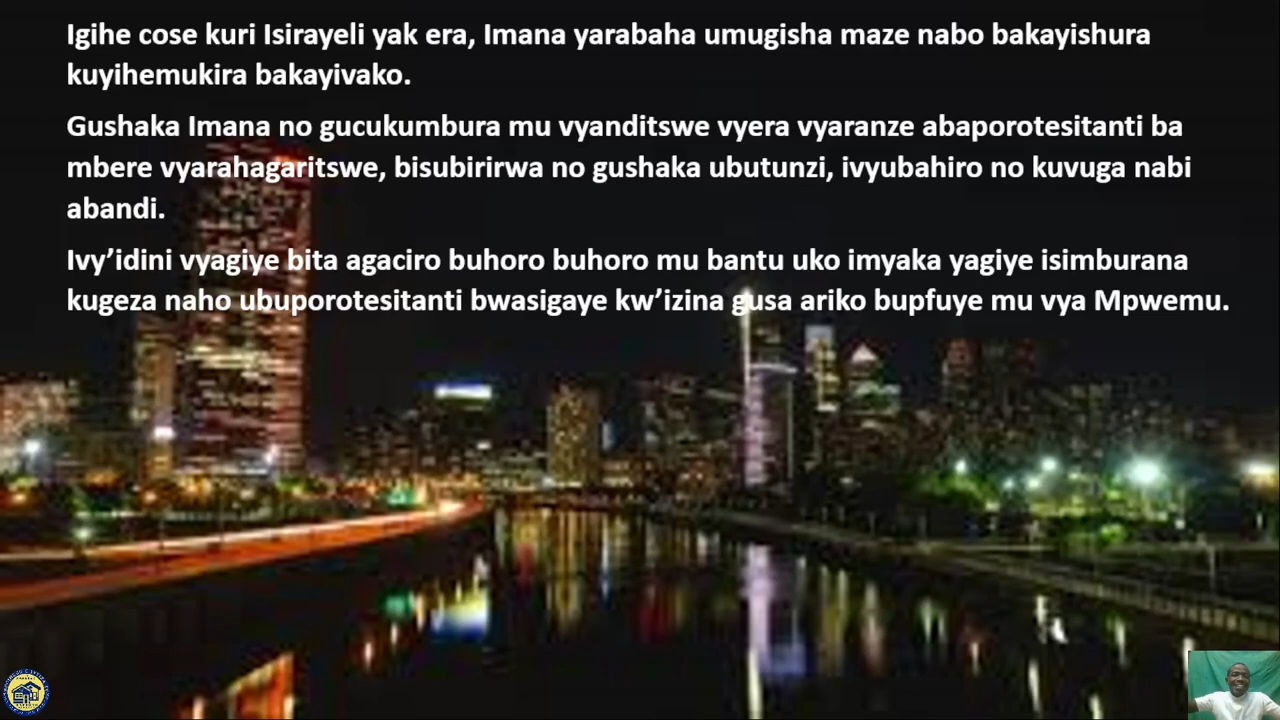 Igihe cose kuri Isirayeli yak era, Imana yarabaha umugisha maze nabo bakayishura
kuyihemukira bakayivako.
Gushaka Imana no gucukumbura mu vyanditswe vyera vyaranze abaporotesitanti ba
mbere vyarahagaritswe, bisubirirwa no gushaka ubutunzi, ivyubahiro no kuvuga nabi
abandi.
Ivy’idini vyagiye bita agaciro buhoro buhoro mu bantu uko imyaka yagiye isimburana
kugeza naho ubuporotesitanti bwasigaye kw’izina gusa ariko bupfuye mu vya Mpwemu.